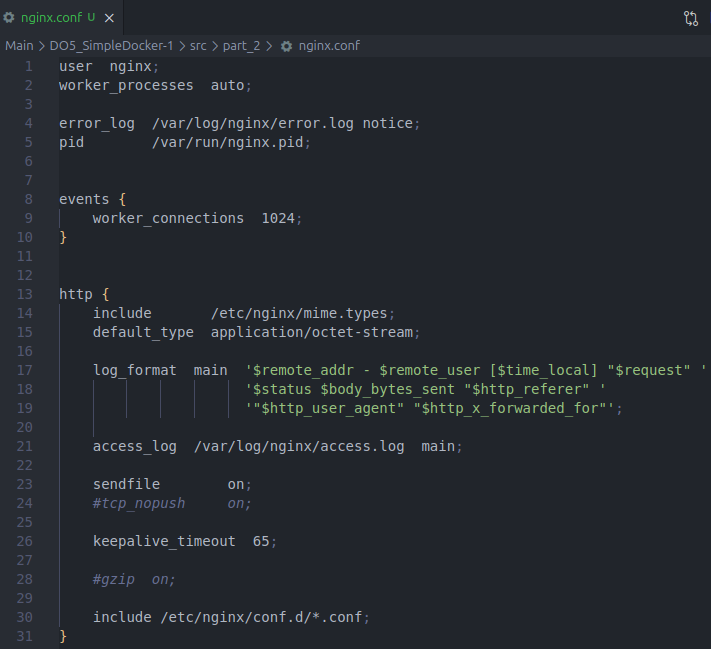 nginx.conf U
Main > DO5_SimpleDocker-1 > src > part_2 > nginx.conf
1 user  nginx;
2 worker_processes  auto;
3
4 error_log  /var/log/nginx/error.log notice;
5 pid        /var/run/nginx.pid;
6
7
8 events {
9     worker_connections  1024;
10 }
11
12
13 http {
14     include       /etc/nginx/mime.types;
15     default_type  application/octet-stream;
16
17     log_format  main  '$remote_addr - $remote_user [$time_local] "$request" '
18                       '$status $body_bytes_sent "$http_referer" '
19                       '"$http_user_agent" "$http_x_forwarded_for"';
20
21     access_log  /var/log/nginx/access.log  main;
22
23     sendfile        on;
24     #tcp_nopush     on;
25
26     keepalive_timeout  65;
27
28     #gzip  on;
29
30     include /etc/nginx/conf.d/*.conf;
31 }